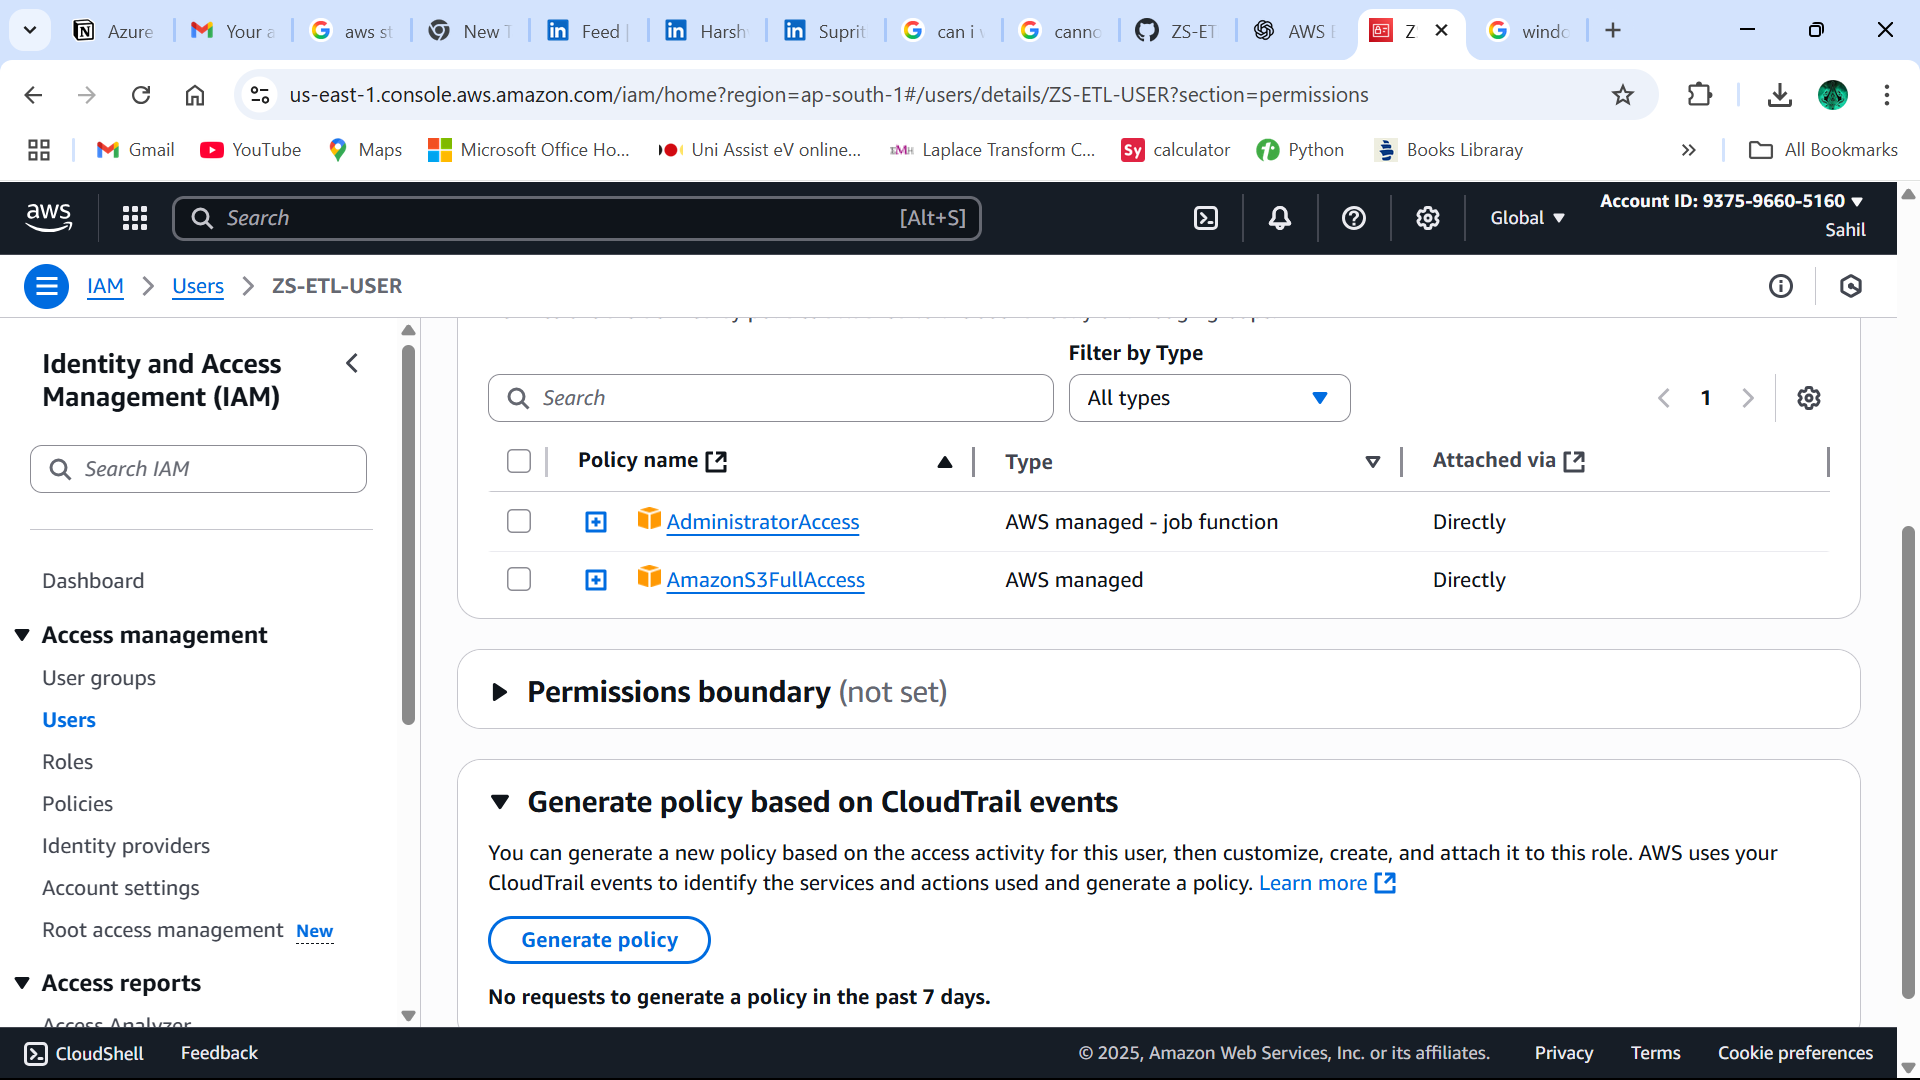 Azure
Your a
aws st
New T
Feed |
Harshv
Suprit
can i v
canno
ZS-ET
AWS E
ZS
windo
us-east-1.console.aws.amazon.com/iam/home?region=ap-south-1#/users/details/ZS-ETL-USER?section=permissions
Gmail
YouTube
Maps
Microsoft Office Ho...
Uni Assist eV online...
Laplace Transform C...
Sy calculator
Python
Books Libraray
All Bookmarks
aws
Search
[Alt+S]
Global
Account ID: 9375-9660-5160
Sahil
IAM
Users
ZS-ETL-USER
Identity and Access
Management (IAM)
Search IAM
Dashboard
Access management
User groups
Users
Roles
Policies
Identity providers
Account settings
Root access management New
Access reports
Access Analyzer
Filter by Type
Search
All types
1
Policy name
Type
Attached via
AdministratorAccess
AWS managed - job function
Directly
AmazonS3FullAccess
AWS managed
Directly
Permissions boundary (not set)
Generate policy based on CloudTrail events
You can generate a new policy based on the access activity for this user, then customize, create, and attach it to this role. AWS uses your
CloudTrail events to identify the services and actions used and generate a policy. Learn more
Generate policy
No requests to generate a policy in the past 7 days.
CloudShell
Feedback
© 2025, Amazon Web Services, Inc. or its affiliates.
Privacy
Terms
Cookie preferences